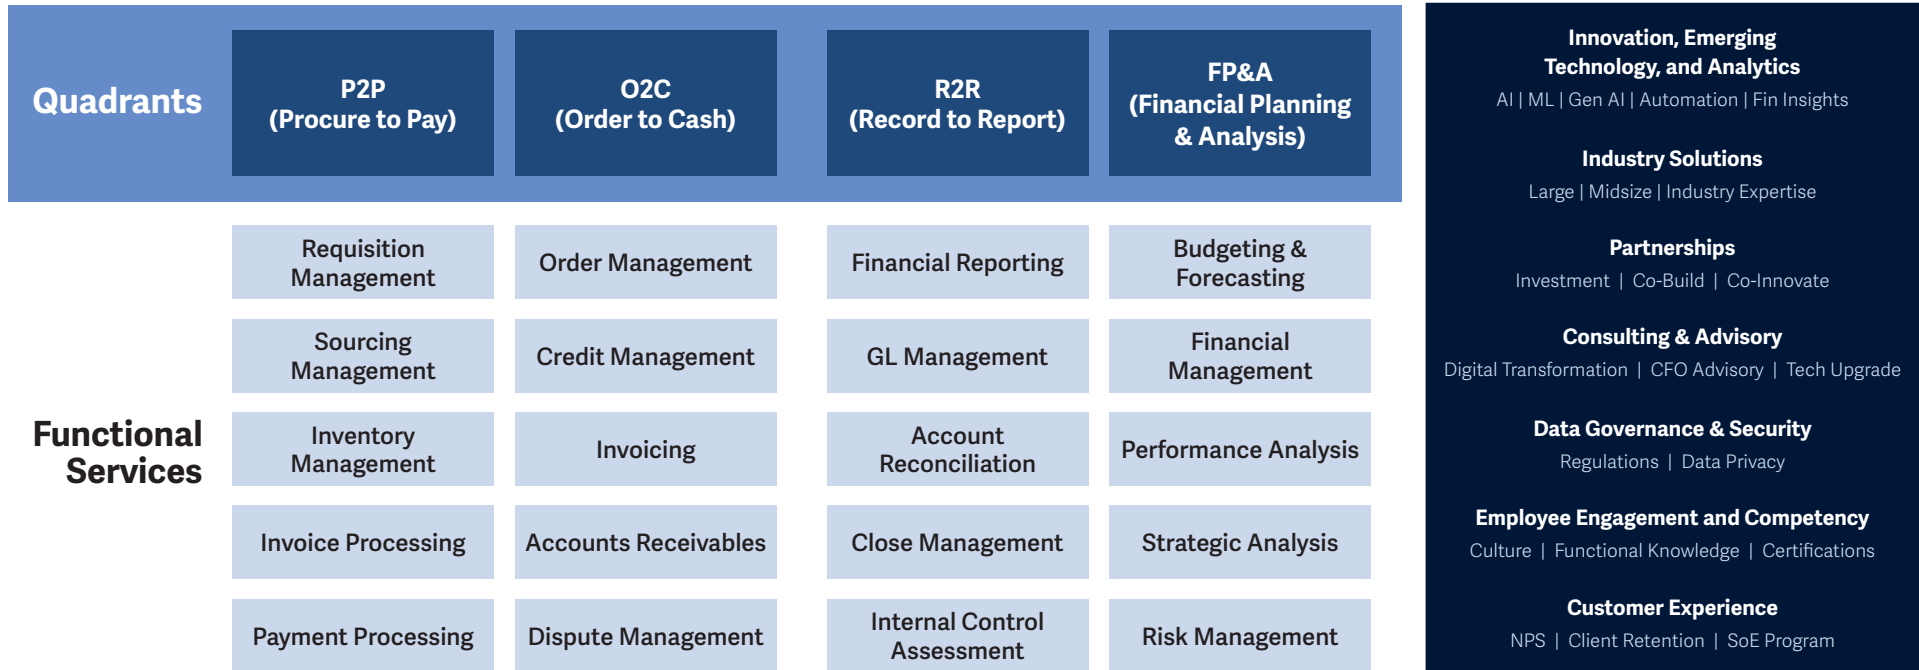 Quadrants
P2P
(Procure to Pay)
O2C
(Order to Cash)
R2R
(Record to Report)
FP&A
(Financial Planning
& Analysis)
Functional
Services
Requisition
Management
Order Management
Financial Reporting
Budgeting &
Forecasting
Sourcing
Management
Credit Management
GL Management
Financial
Management
Inventory
Management
Invoicing
Account
Reconciliation
Performance Analysis
Invoice Processing
Accounts Receivables
Close Management
Strategic Analysis
Payment Processing
Dispute Management
Internal Control
Assessment
Risk Management
Innovation, Emerging
Technology, and Analytics
AI | ML | Gen AI | Automation | Fin Insights
Industry Solutions
Large | Midsize | Industry Expertise
Partnerships
Investment | Co-Build | Co-Innovate
Consulting & Advisory
Digital Transformation | CFO Advisory | Tech Upgrade
Data Governance & Security
Regulations | Data Privacy
Employee Engagement and Competency
Culture | Functional Knowledge | Certifications
Customer Experience
NPS | Client Retention | SoE Program